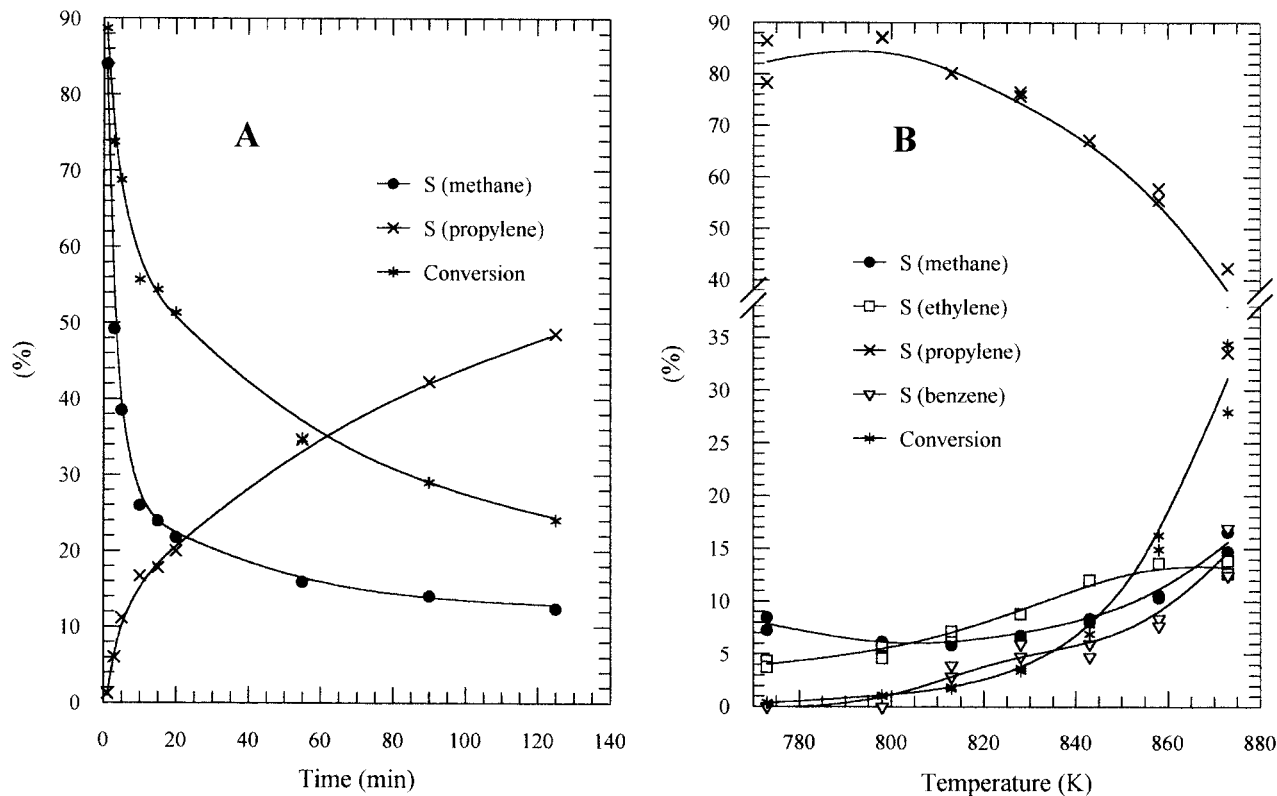 90
80
70
60
50
40
30
20
10
0
(%)
A
S (methane)
S (propylene)
Conversion
0 20 40 60 80 100 120 140
Time (min)
90
80
70
60
50
40
35
30
25
20
15
10
5
0
(%)
B
S (methane)
S (ethylene)
S (propylene)
S (benzene)
Conversion
780 800 820 840 860 880
Temperature (K)